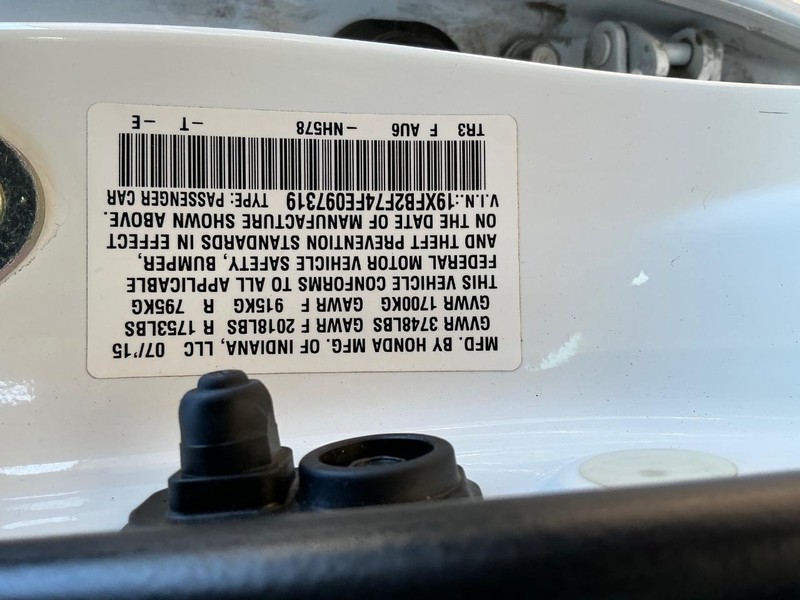 MFD. BY HONDA MFG. OF INDIANA, LLC 07/'15
GVWR 3748LBS GAWR F 2018LBS R 1753LBS
GVWR 1700KG GAWR F 915KG R 795KG
THIS VEHICLE CONFORMS TO ALL APPLICABLE
FEDERAL MOTOR VEHICLE SAFETY, BUMPER,
AND THEFT PREVENTION STANDARDS IN EFFECT
ON THE DATE OF MANUFACTURE SHOWN ABOVE.
V.I.N.:19XFB2F74FE097319 TYPE: PASSENGER CAR
TR3 F AU6 -NH578 -T -E